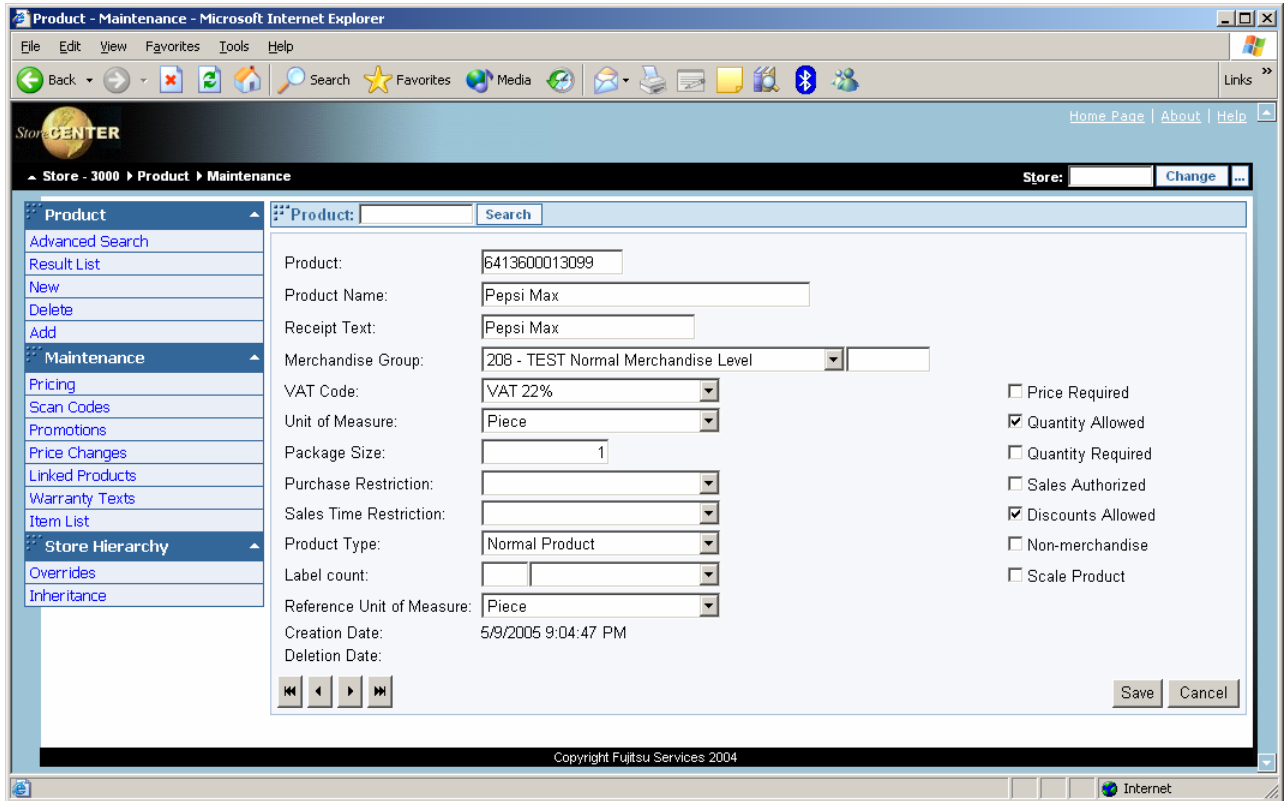 Product - Maintenance - Microsoft Internet Explorer
File Edit View Favorites Tools Help
Back Search Favorites Media Links »
Home Page | About | Help
StoreCENTER
Store - 3000 Product Maintenance Store: Change ...
Product
Advanced Search
Result List
New
Delete
Add
Maintenance
Pricing
Scan Codes
Promotions
Price Changes
Linked Products
Warranty Texts
Item List
Store Hierarchy
Overrides
Inheritance
Product: Search
Product: 6413600013099
Product Name: Pepsi Max
Receipt Text: Pepsi Max
Merchandise Group: 208 - TEST Normal Merchandise Level
VAT Code: VAT 22% Price Required
Unit of Measure: Piece Quantity Allowed
Package Size: 1 Quantity Required
Purchase Restriction: Sales Authorized
Sales Time Restriction: Discounts Allowed
Product Type: Normal Product Non-merchandise
Label count: Scale Product
Reference Unit of Measure: Piece
Creation Date: 5/9/2005 9:04:47 PM
Deletion Date:
Save Cancel
Copyright Fujitsu Services 2004
Internet